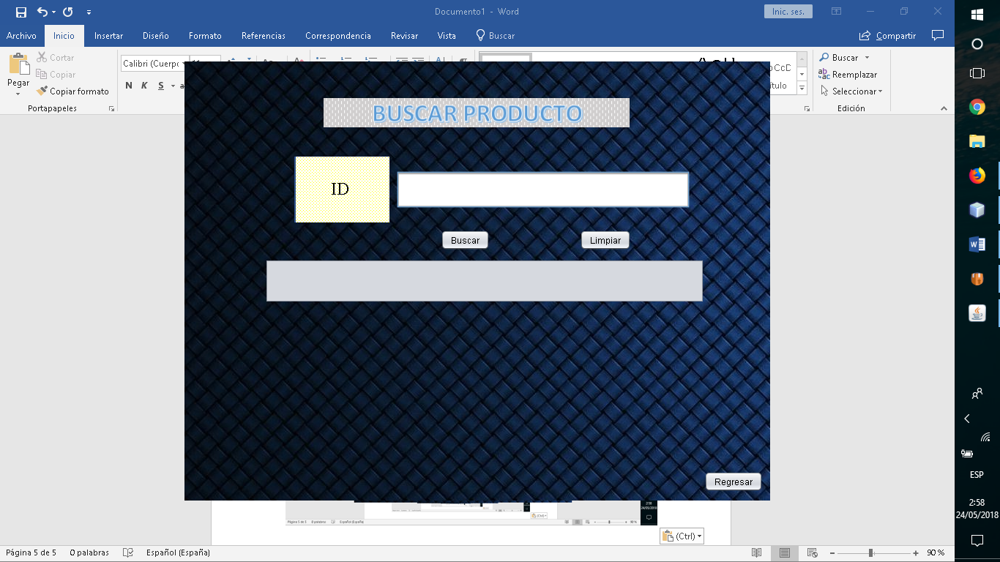 Documento1 - Word
Inic. ses.
Archivo Inicio Insertar Diseño Formato Referencias Correspondencia Revisar Vista Buscar Compartir
Pegar
Cortar
Copiar
Copiar formato
Portapapeles
Calibri (Cuerpo
N K S
Buscar
Reemplazar
Seleccionar
Edición
BUSCAR PRODUCTO
ID
Buscar Limpiar
Regresar
(Ctrl)
Página 5 de 5 0 palabras Español (España) 90 %
ESP
2:58
24/05/2018